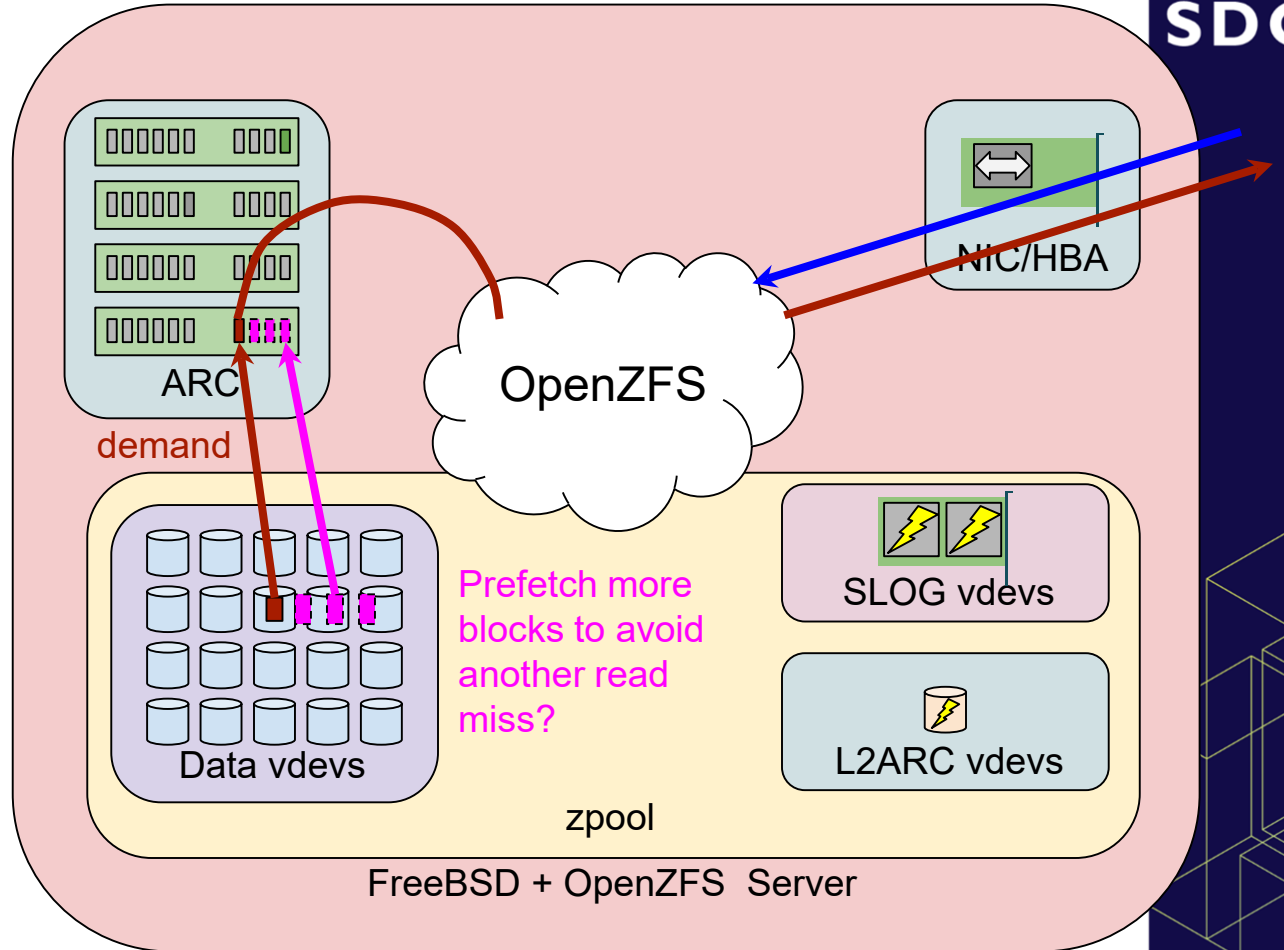 SDC
ARC
NIC/HBA
OpenZFS
demand
Prefetch more
blocks to avoid
another read
miss?
SLOG vdevs
Data vdevs
L2ARC vdevs
zpool
FreeBSD + OpenZFS Server